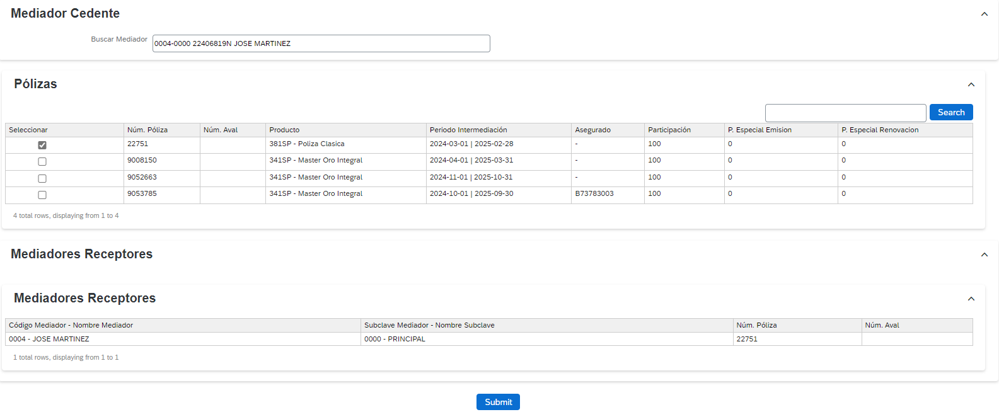 Mediador Cedente
Buscar Mediador 0004-0000 22406819N JOSE MARTINEZ
Pólizas
Search
Seleccionar Núm. Póliza Núm. Aval Producto Periodo Intermediación Asegurado Participación P. Especial Emision P. Especial Renovacion
22751 381SP - Poliza Clasica 2024-03-01 | 2025-02-28 - 100 0 0
9008150 341SP - Master Oro Integral 2024-04-01 | 2025-03-31 - 100 0 0
9052663 341SP - Master Oro Integral 2024-11-01 | 2025-10-31 - 100 0 0
9053785 341SP - Master Oro Integral 2024-10-01 | 2025-09-30 B73783003 100 0 0
4 total rows, displaying from 1 to 4
Mediadores Receptores
Mediadores Receptores
Código Mediador - Nombre Mediador Subclave Mediador - Nombre Subclave Núm. Póliza Núm. Aval
0004 - JOSE MARTINEZ 0000 - PRINCIPAL 22751
1 total rows, displaying from 1 to 1
Submit